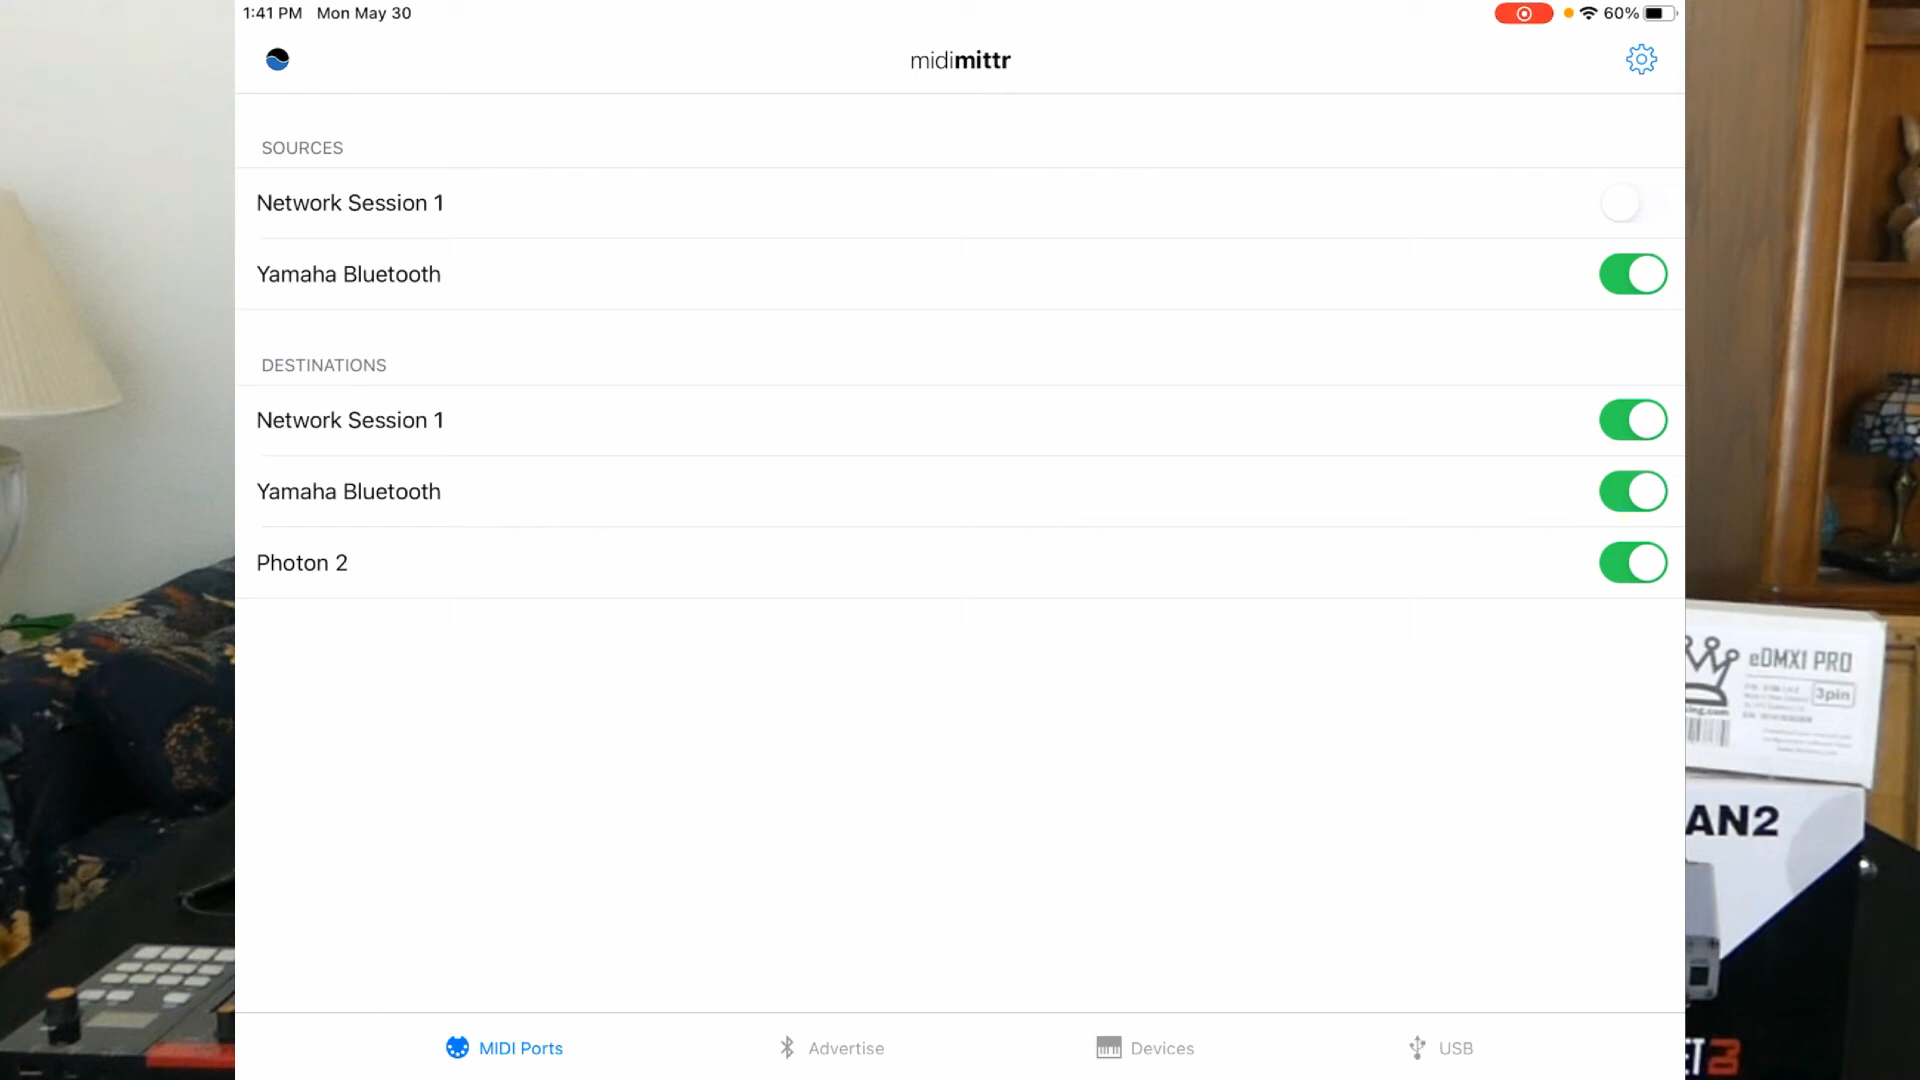 1:41 PM Mon May 30 60%
midimittr
SOURCES
Network Session 1
Yamaha Bluetooth
DESTINATIONS
Network Session 1
Yamaha Bluetooth
Photon 2
eDMX1 PRO
3pin
AN2
MIDI Ports Advertise Devices USB